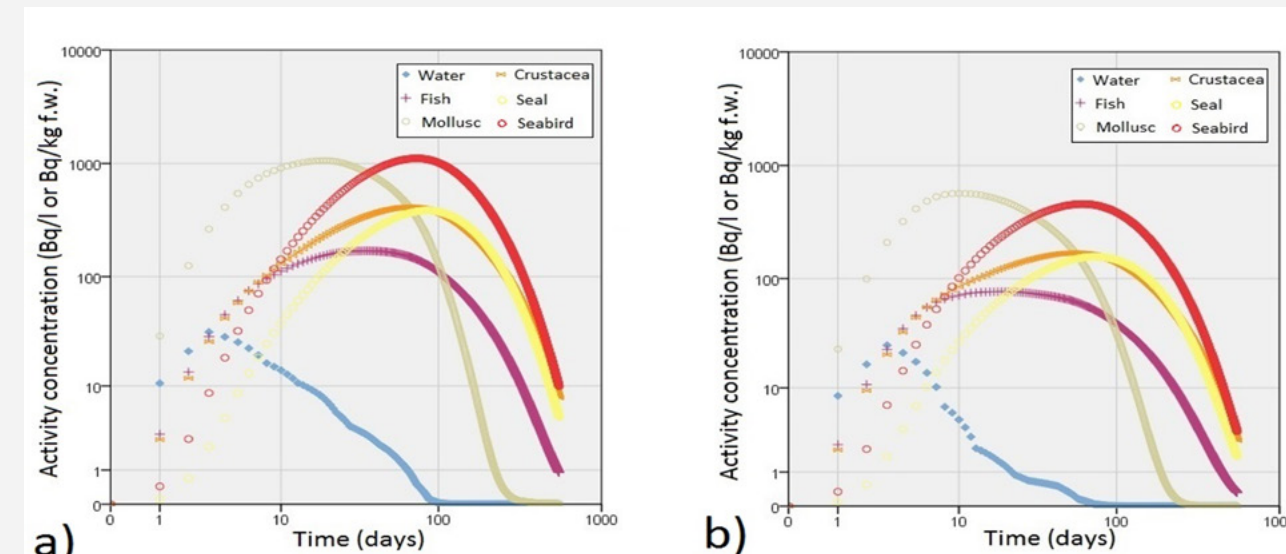 Activity concentration (Bq/l or Bq/kg f.w.)
10000
1000
100
10
1
0
Water
Crustacea
Fish
Seal
Mollusc
Seabird
0 1 10 100 1000
Time (days)
a)
Activity concentration (Bq/l or Bq/kg f.w.)
10000
1000
100
10
1
0
Water
Crustacea
Fish
Seal
Mollusc
Seabird
0 1 10 100 1000
Time (days)
b)